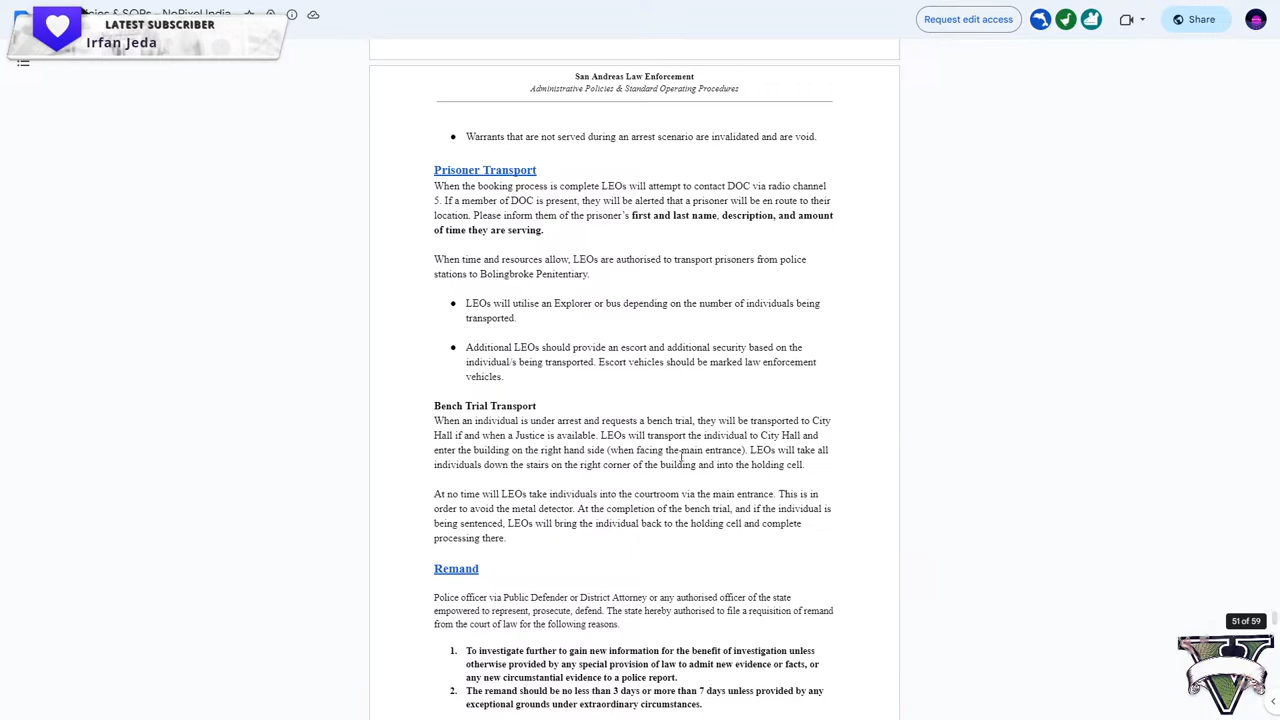 cies & SOPs - NoPixel India
LATEST SUBSCRIBER
Irfan Jeda
Request edit access
Share
San Andreas Law Enforcement
Administrative Policies & Standard Operating Procedures
● Warrants that are not served during an arrest scenario are invalidated and are void.
Prisoner Transport
When the booking process is complete LEOs will attempt to contact DOC via radio channel
5. If a member of DOC is present, they will be alerted that a prisoner will be en route to their
location. Please inform them of the prisoner's first and last name, description, and amount
of time they are serving.
When time and resources allow, LEOs are authorised to transport prisoners from police
stations to Bolingbroke Penitentiary.
● LEOs will utilise an Explorer or bus depending on the number of individuals being
transported.
● Additional LEOs should provide an escort and additional security based on the
individual/s being transported. Escort vehicles should be marked law enforcement
vehicles.
Bench Trial Transport
When an individual is under arrest and requests a bench trial, they will be transported to City
Hall if and when a Justice is available. LEOs will transport the individual to City Hall and
enter the building on the right hand side (when facing the main entrance). LEOs will take all
individuals down the stairs on the right corner of the building and into the holding cell.
At no time will LEOs take individuals into the courtroom via the main entrance. This is in
order to avoid the metal detector. At the completion of the bench trial, and if the individual is
being sentenced, LEOs will bring the individual back to the holding cell and complete
processing there.
Remand
Police officer via Public Defender or District Attorney or any authorised officer of the state
empowered to represent, prosecute, defend. The state hereby authorised to file a requisition of remand
from the court of law for the following reasons.
1. To investigate further to gain new information for the benefit of investigation unless
otherwise provided by any special provision of law to admit new evidence or facts, or
any new circumstantial evidence to a police report.
2. The remand should be no less than 3 days or more than 7 days unless provided by any
exceptional grounds under extraordinary circumstances.
51 of 59
V